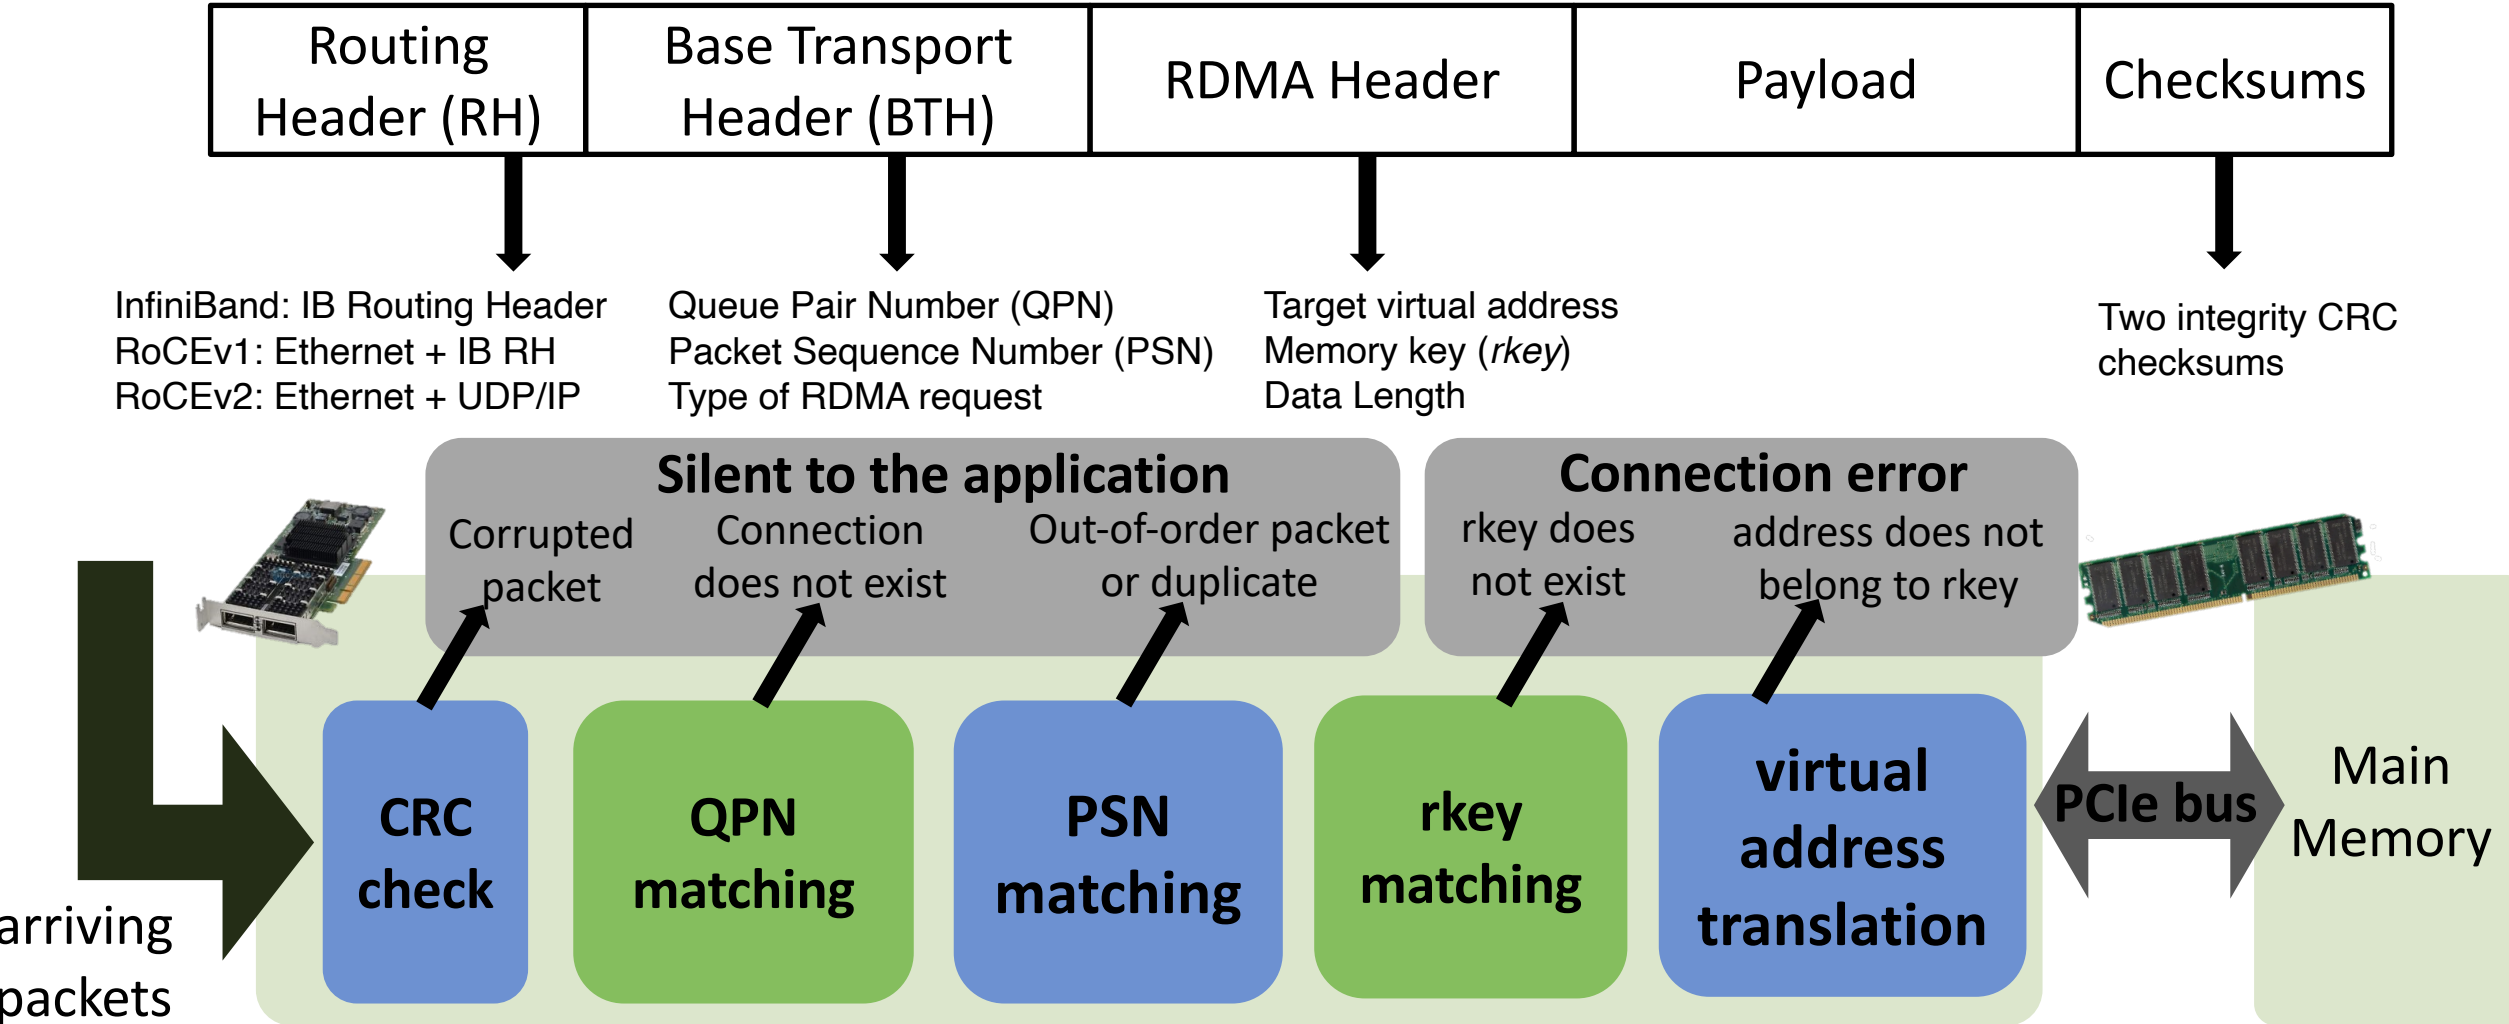 Routing
Header (RH)
Base Transport
Header (BTH)
RDMA Header
Payload
Checksums
InfiniBand: IB Routing Header
RoCEv1: Ethernet + IB RH
RoCEv2: Ethernet + UDP/IP
Queue Pair Number (QPN)
Packet Sequence Number (PSN)
Type of RDMA request
Target virtual address
Memory key (rkey)
Data Length
Two integrity CRC
checksums
Silent to the application
Corrupted
packet
Connection
does not exist
Out-of-order packet
or duplicate
Connection error
rkey does
not exist
address does not
belong to rkey
arriving
packets
CRC
check
QPN
matching
PSN
matching
rkey
matching
virtual
address
translation
PCIe bus
Main
Memory